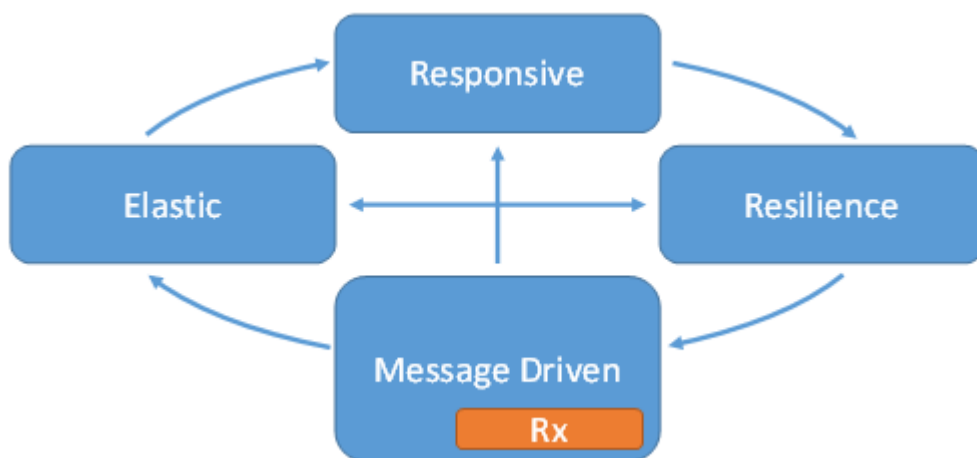 Responsive
Elastic
Resilience
Message Driven
Rx